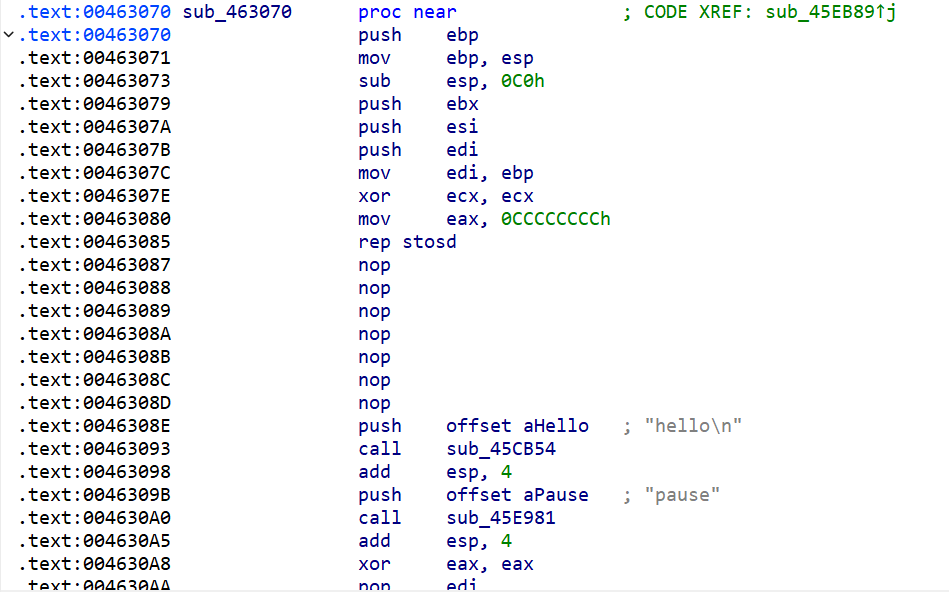 .text:00463070 sub_463070 proc near ; CODE XREF: sub_45EB89↑j
.text:00463070 push ebp
.text:00463071 mov ebp, esp
.text:00463073 sub esp, 0C0h
.text:00463079 push ebx
.text:0046307A push esi
.text:0046307B push edi
.text:0046307C mov edi, ebp
.text:0046307E xor ecx, ecx
.text:00463080 mov eax, 0CCCCCCCCh
.text:00463085 rep stosd
.text:00463087 nop
.text:00463088 nop
.text:00463089 nop
.text:0046308A nop
.text:0046308B nop
.text:0046308C nop
.text:0046308D nop
.text:0046308E push offset aHello ; "hello\n"
.text:00463093 call sub_45CB54
.text:00463098 add esp, 4
.text:0046309B push offset aPause ; "pause"
.text:004630A0 call sub_45E981
.text:004630A5 add esp, 4
.text:004630A8 xor eax, eax
.text:004630AA pop edi